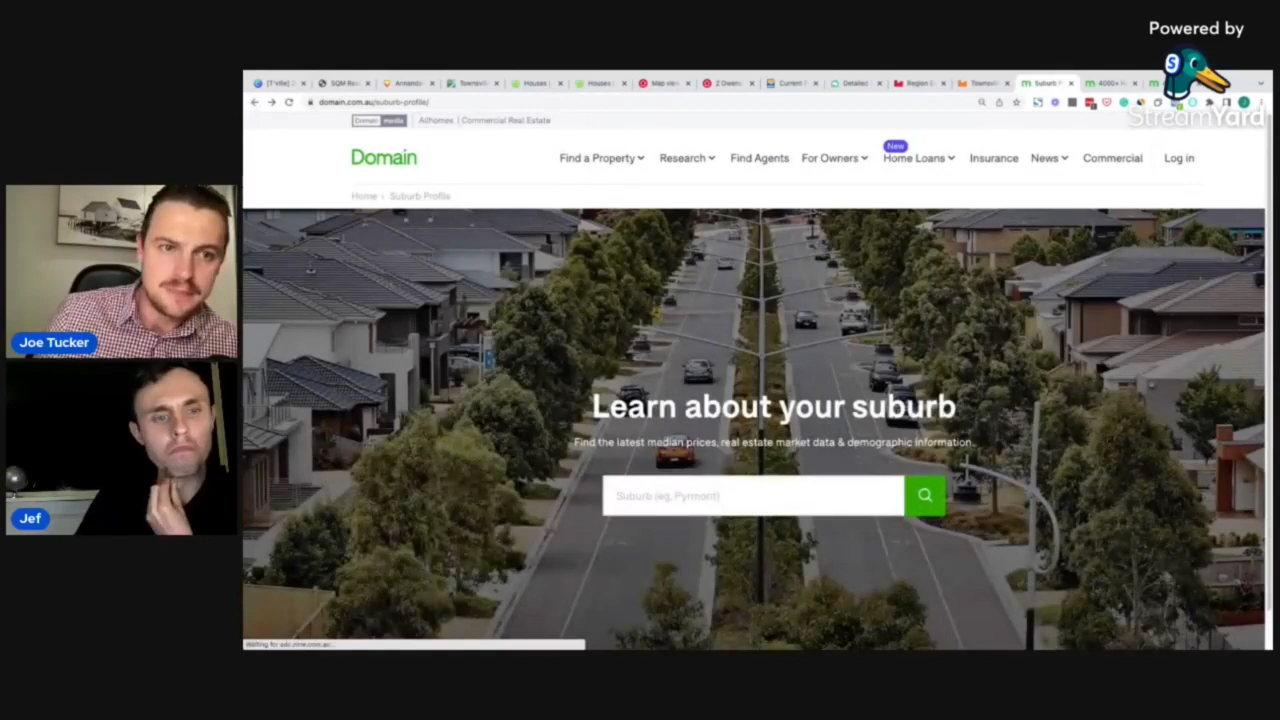 Powered by
StreamYard
domain.com.au/suburb-profile/
Domain
Allhomes | Commercial Real Estate
Domain
Find a Property
Research
Find Agents
For Owners
New
Home Loans
Insurance
News
Commercial
Log in
Home › Suburb Profile
Joe Tucker
Jef
Learn about your suburb
Find the latest median prices, real estate market data & demographic information.
Suburb (eg. Pyrmont)